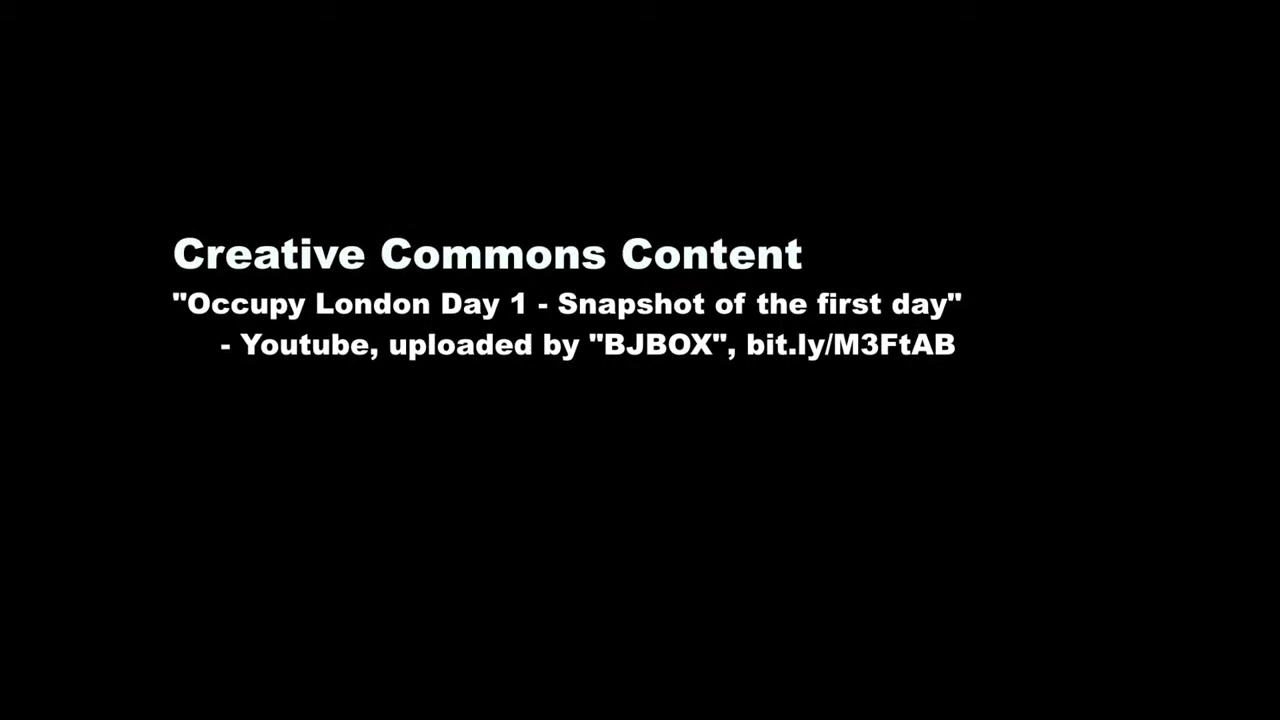 Creative Commons Content
"Occupy London Day 1 - Snapshot of the first day"
- Youtube, uploaded by "BJBOX", bit.ly/M3FtAB